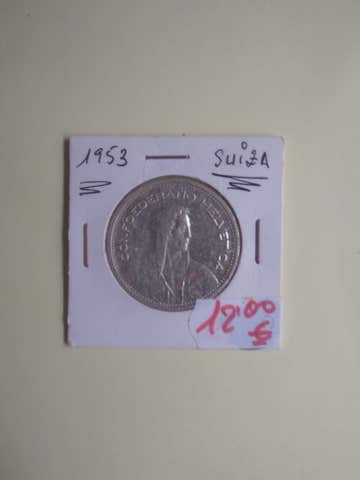 1953 SUiZA
CONFOEDERATIO HELVETICA
12'00
$